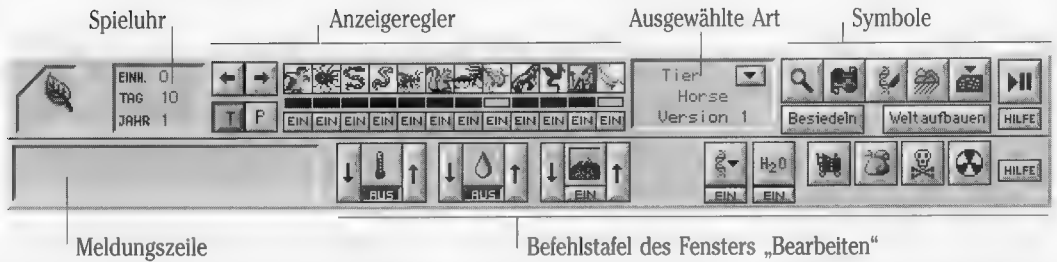 Spieluhr Anzeigeregler Ausgewählte Art Symbole
EINH. 0
TAG 10
JAHR 1
T P
EIN EIN EIN EIN EIN EIN EIN EIN EIN EIN EIN EIN
Tier
Horse
Version 1
Besiedeln Welt aufbauen HILFE
AUS AUS EIN
H₂O
EIN EIN
HILFE
Meldungszeile Befehlstafel des Fensters „Bearbeiten“